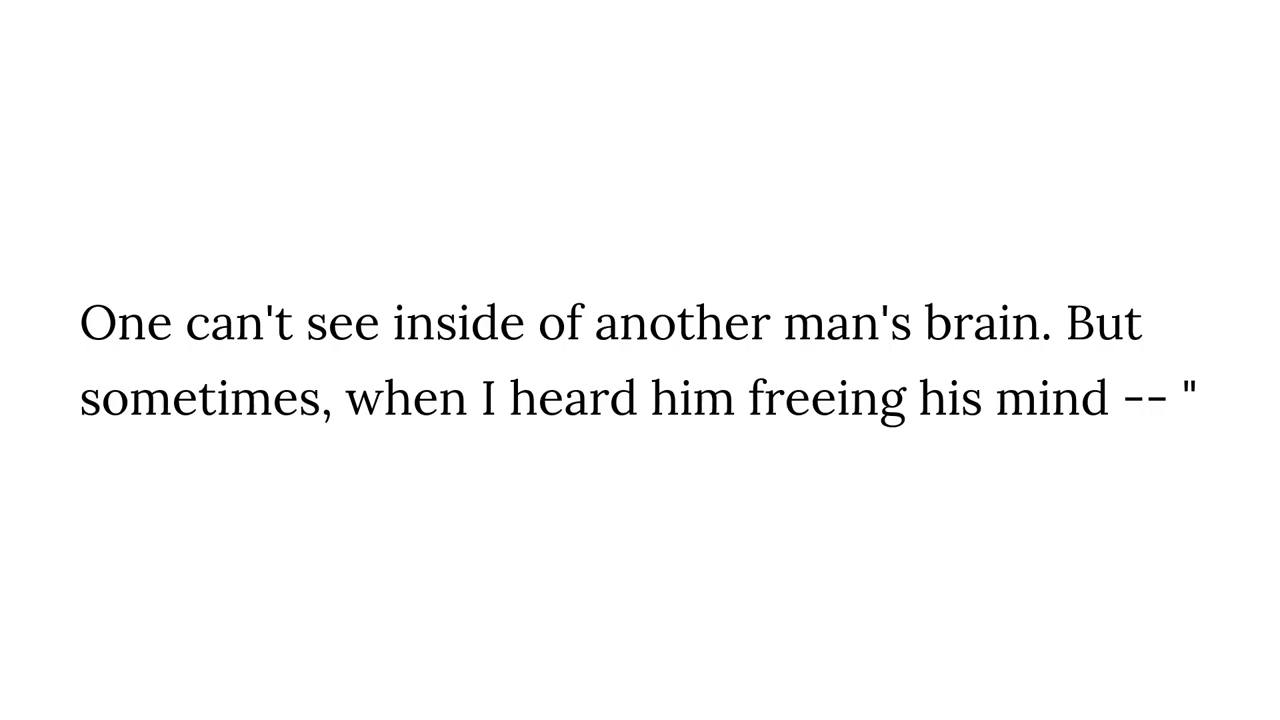 One can't see inside of another man's brain. But
sometimes, when I heard him freeing his mind -- "